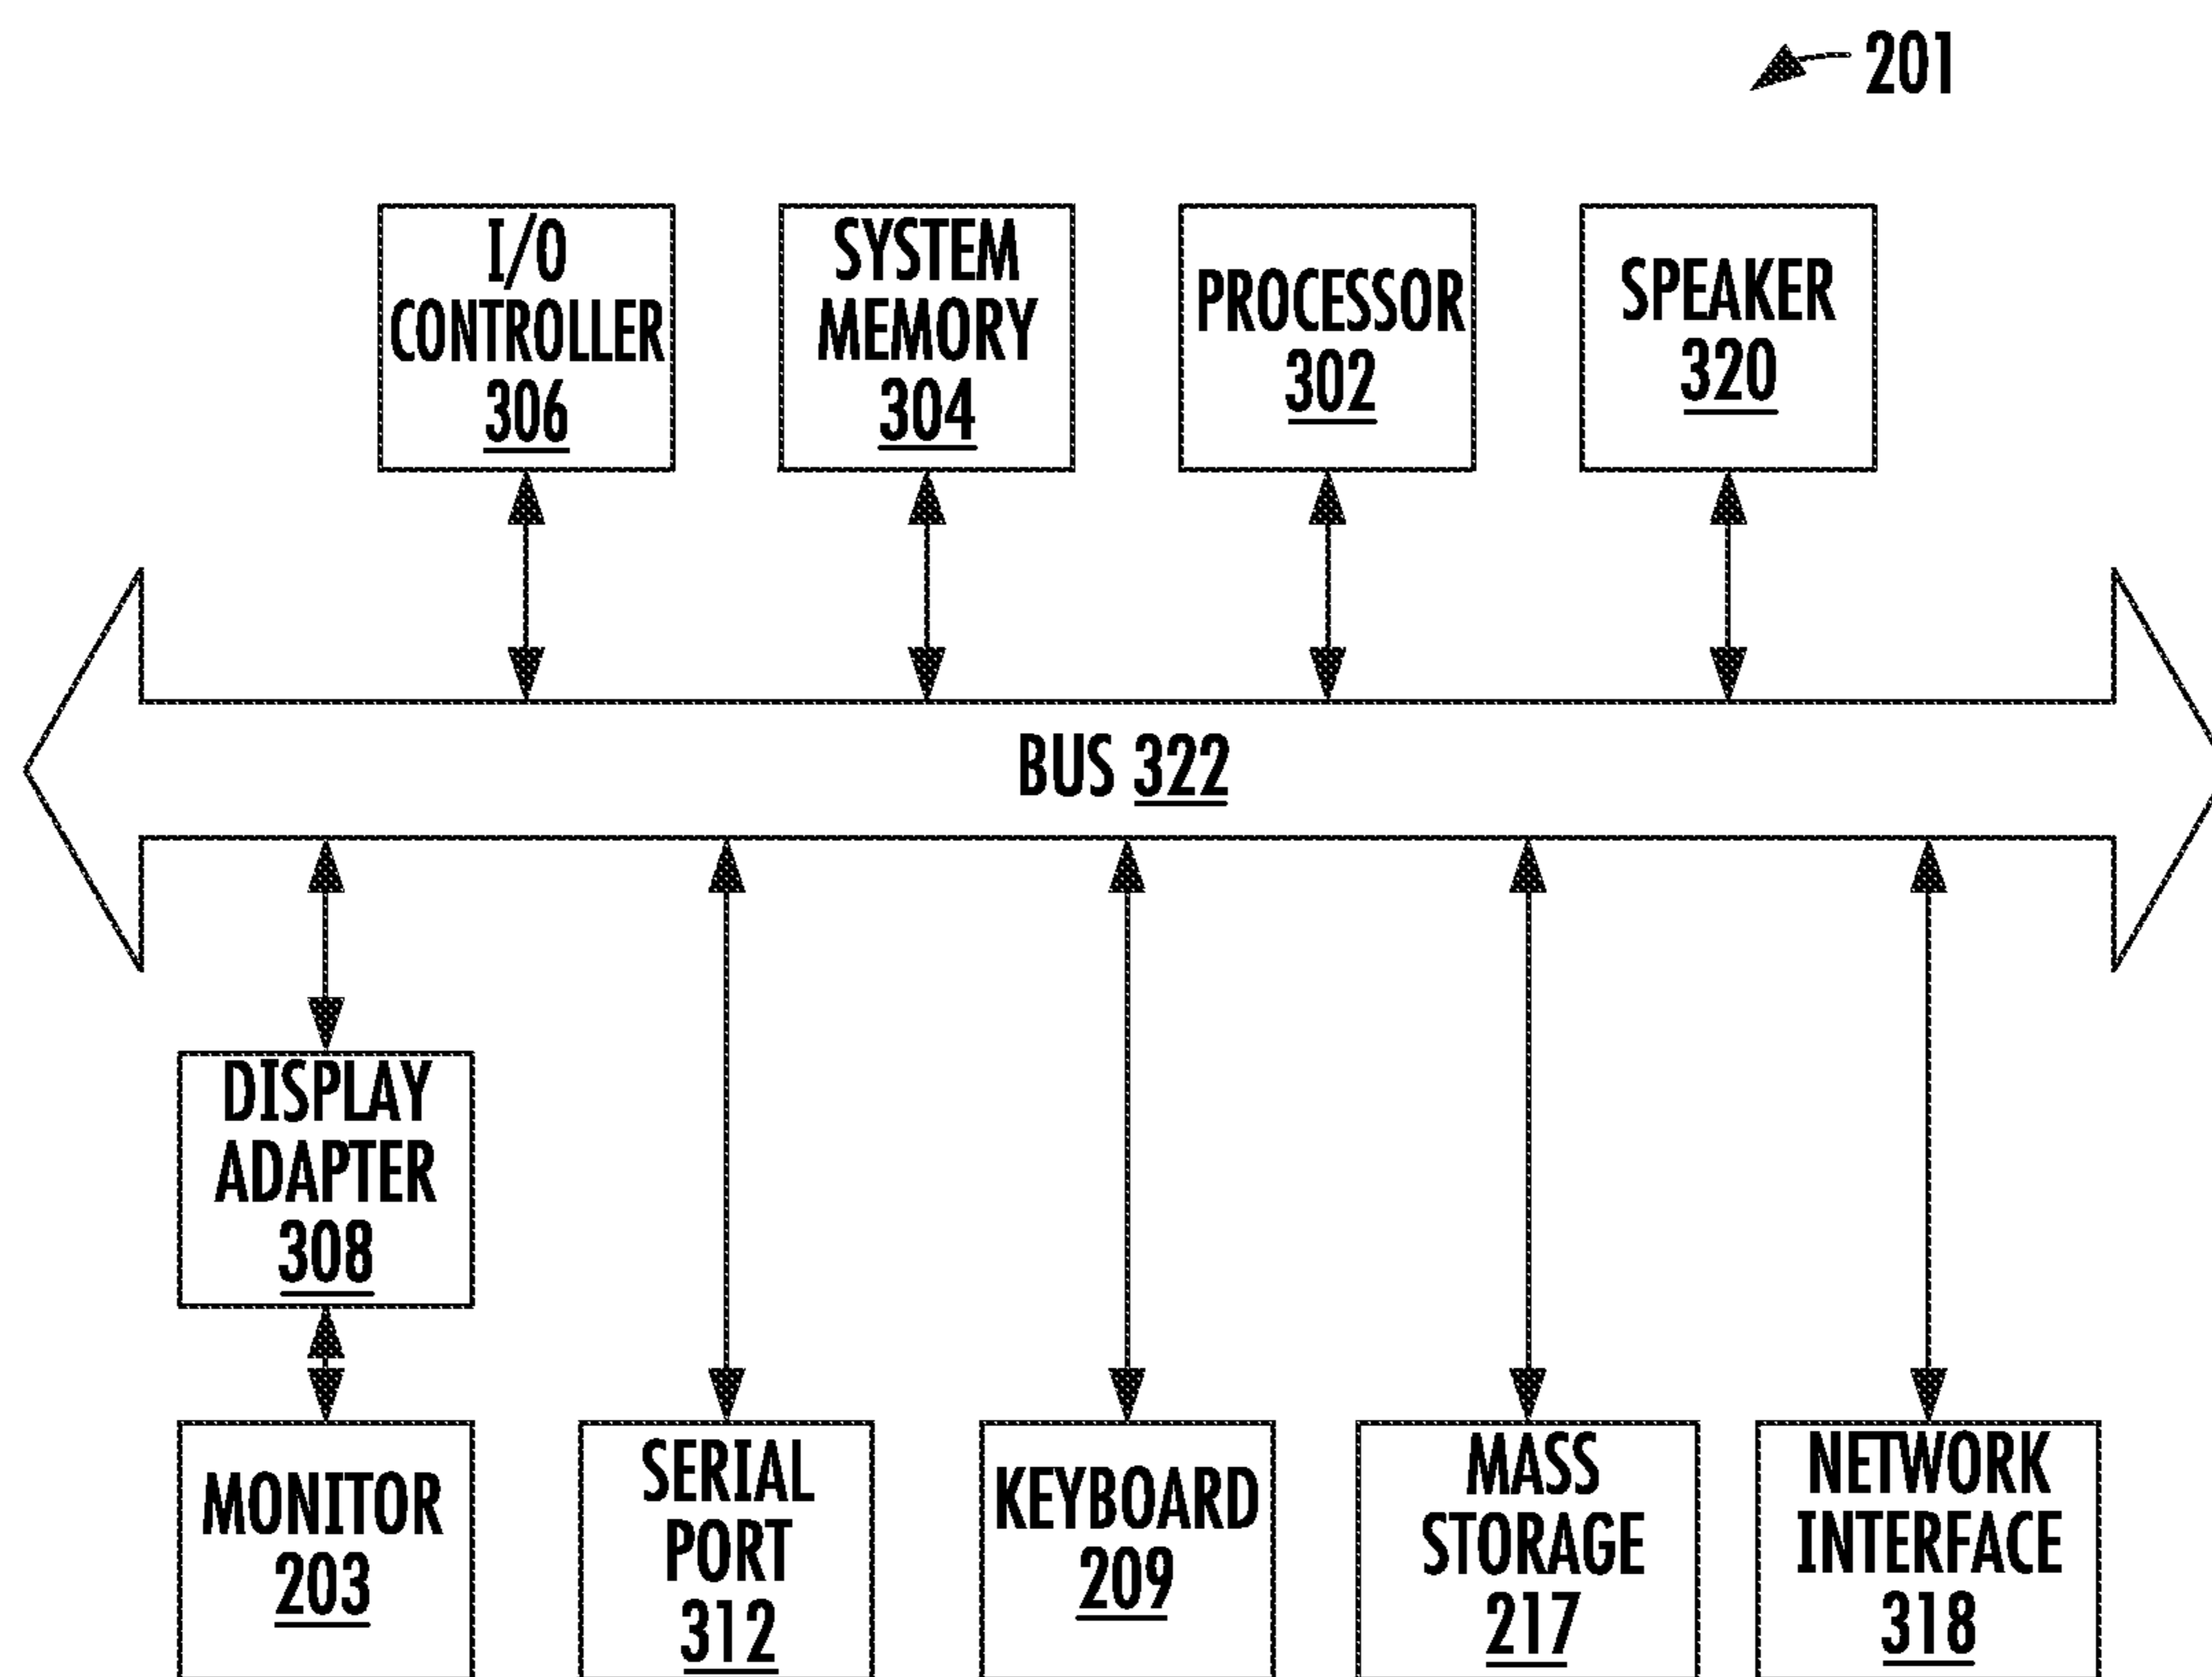 201
I/O
CONTROLLER
306
SYSTEM
MEMORY
304
PROCESSOR
302
SPEAKER
320
BUS 322
DISPLAY
ADAPTER
308
MONITOR
203
SERIAL
PORT
312
KEYBOARD
209
MASS
STORAGE
217
NETWORK
INTERFACE
318